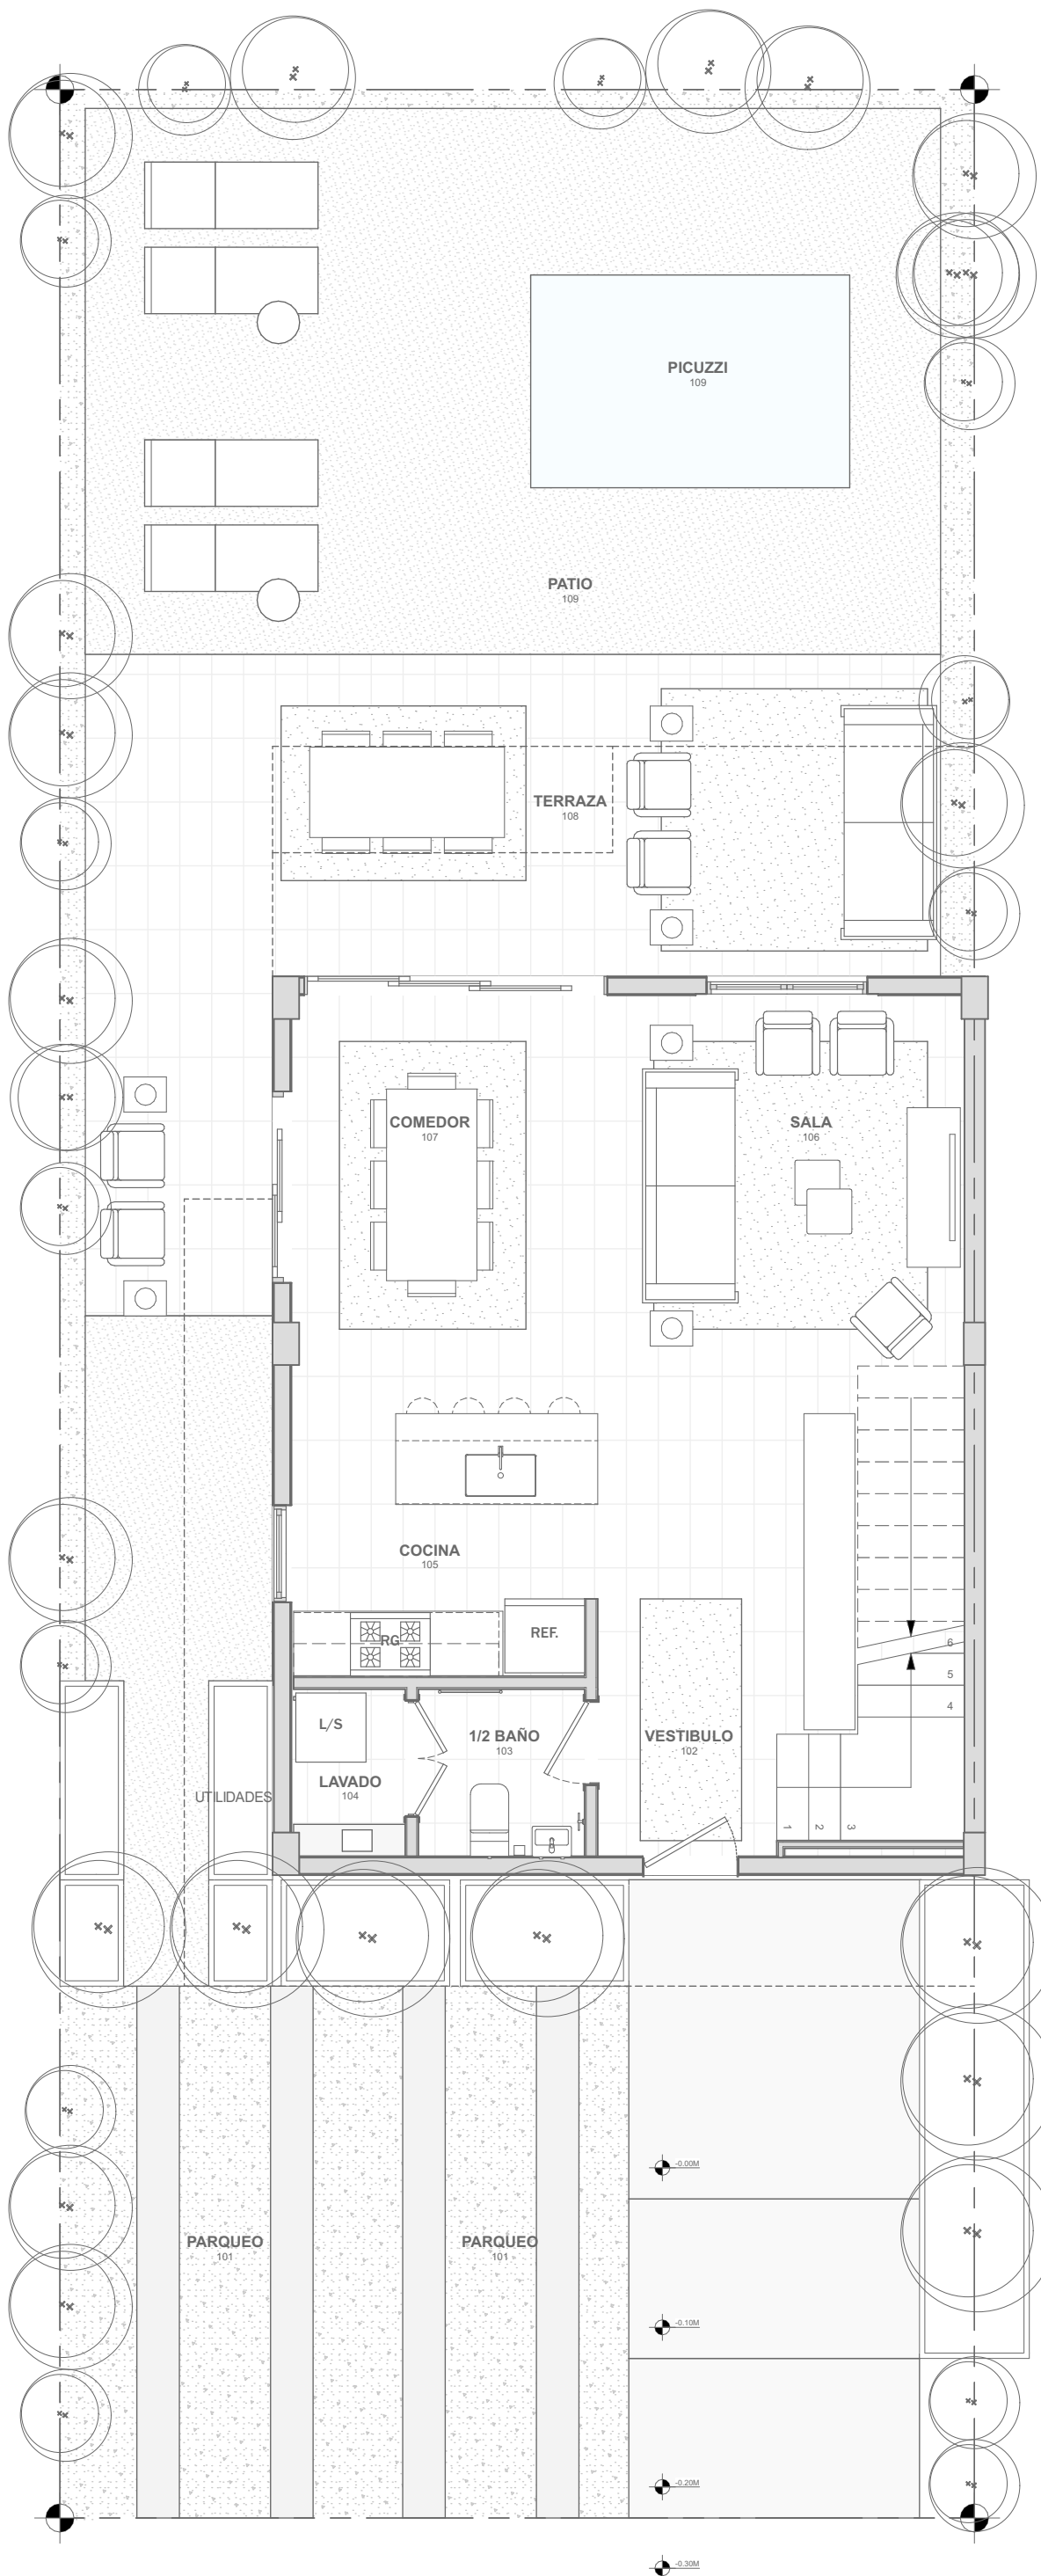 PICUZZI
109
PATIO
109
TERRAZA
108
COMEDOR
107
SALA
106
COCINA
105
RG
REF.
6
5
4
L/S
1/2 BAÑO
103
VESTIBULO
102
LAVADO
104
UTILIDADES
1
2
3
-0.00M
PARQUEO
101
PARQUEO
101
-0.10M
-0.20M
-0.30M